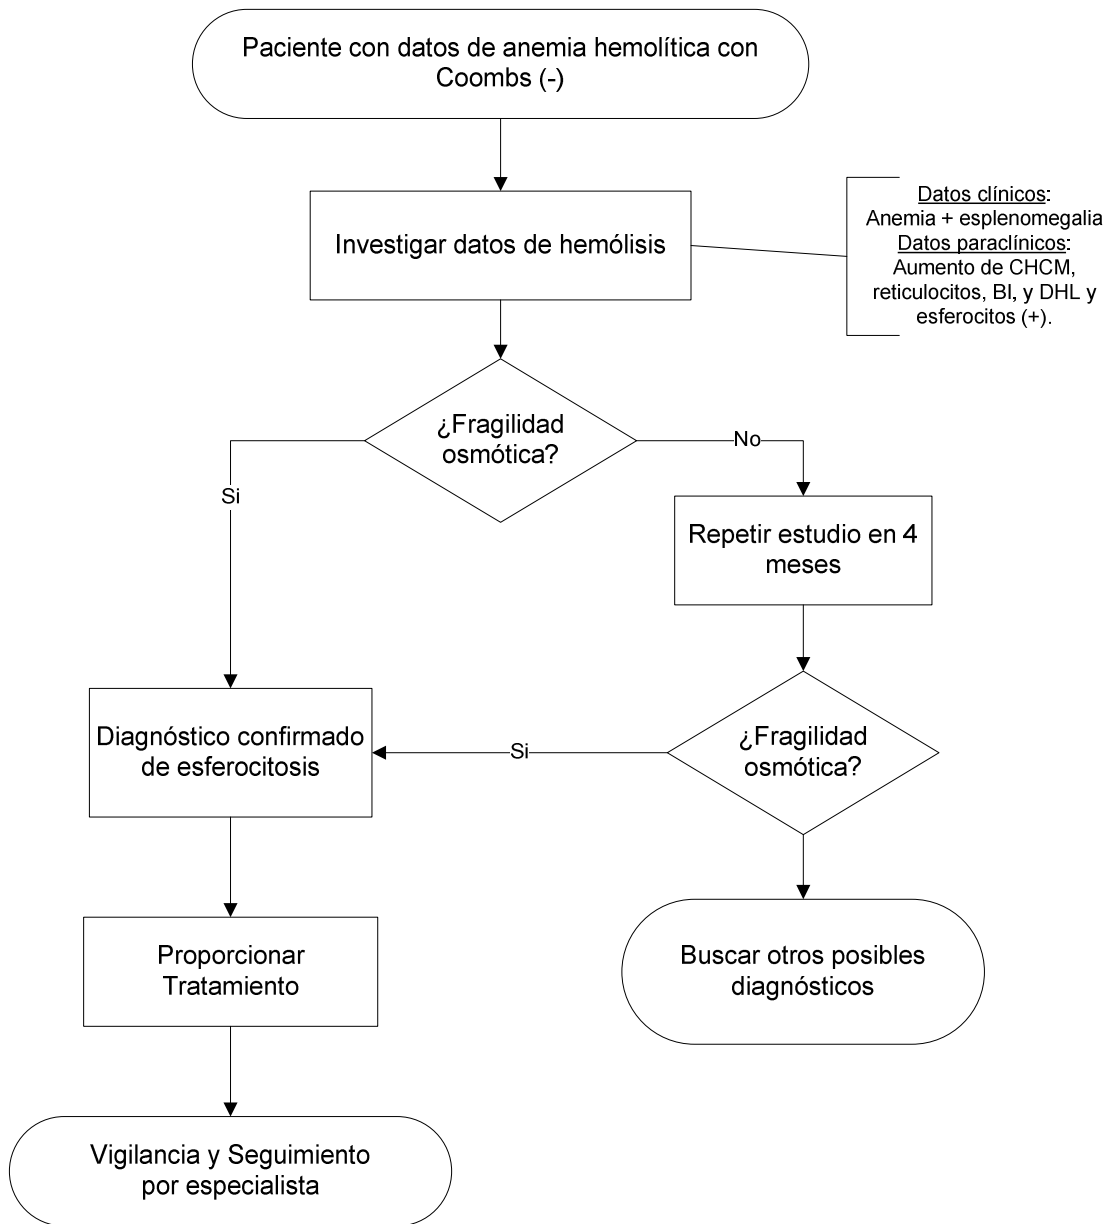 Paciente con datos de anemia hemolítica con
Coombs (-)
Investigar datos de hemólisis
Datos clínicos:
Anemia + esplenomegalia
Datos paraclínicos:
Aumento de CHCM,
reticulocitos, BI, y DHL y
esferocitos (+).
¿Fragilidad
osmótica?
Si
No
Repetir estudio en 4
meses
¿Fragilidad
osmótica?
Si
Diagnóstico confirmado
de esferocitosis
Proporcionar
Tratamiento
Buscar otros posibles
diagnósticos
Vigilancia y Seguimiento
por especialista